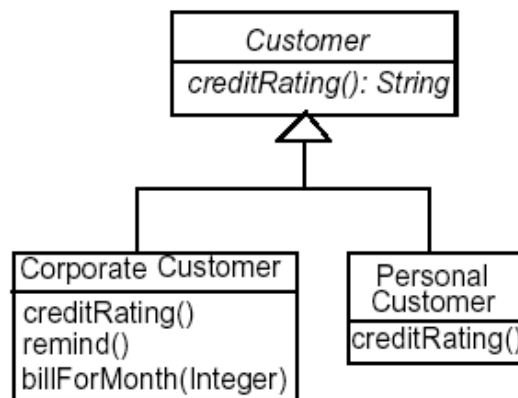 Customer
creditRating(): String
Corporate Customer
creditRating()
remind()
billForMonth(Integer)
Personal
Customer
creditRating()